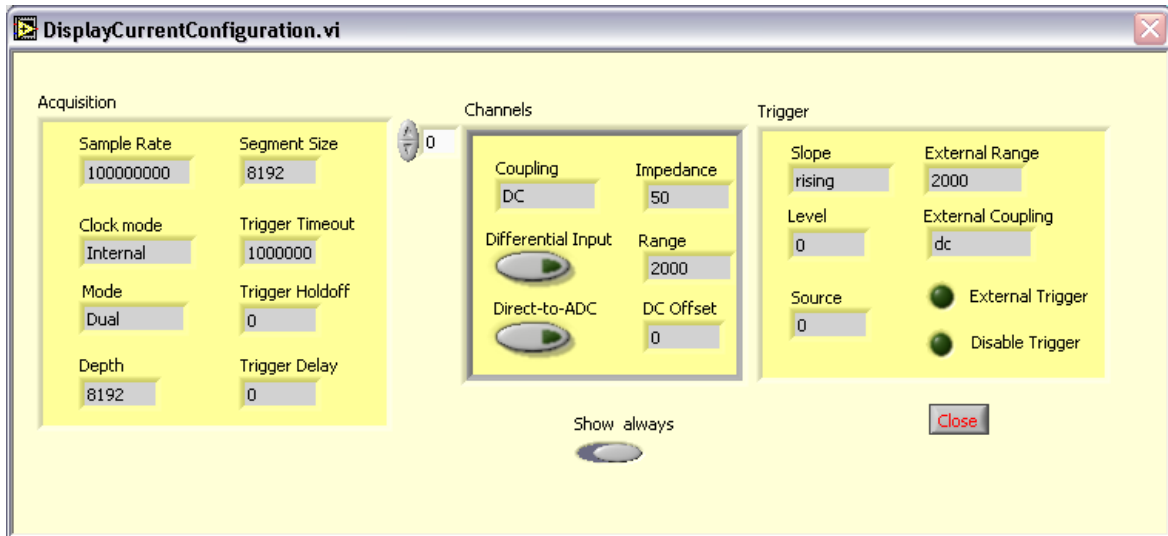 DisplayCurrentConfiguration.vi
Acquisition
Sample Rate
100000000
Segment Size
8192
Clock mode
Internal
Trigger Timeout
1000000
Mode
Dual
Trigger Holdoff
0
Depth
8192
Trigger Delay
0
0
Channels
Coupling
DC
Impedance
50
Differential Input
Range
2000
Direct-to-ADC
DC Offset
0
Trigger
Slope
rising
External Range
2000
Level
0
External Coupling
dc
Source
0
External Trigger
Disable Trigger
Show always
Close